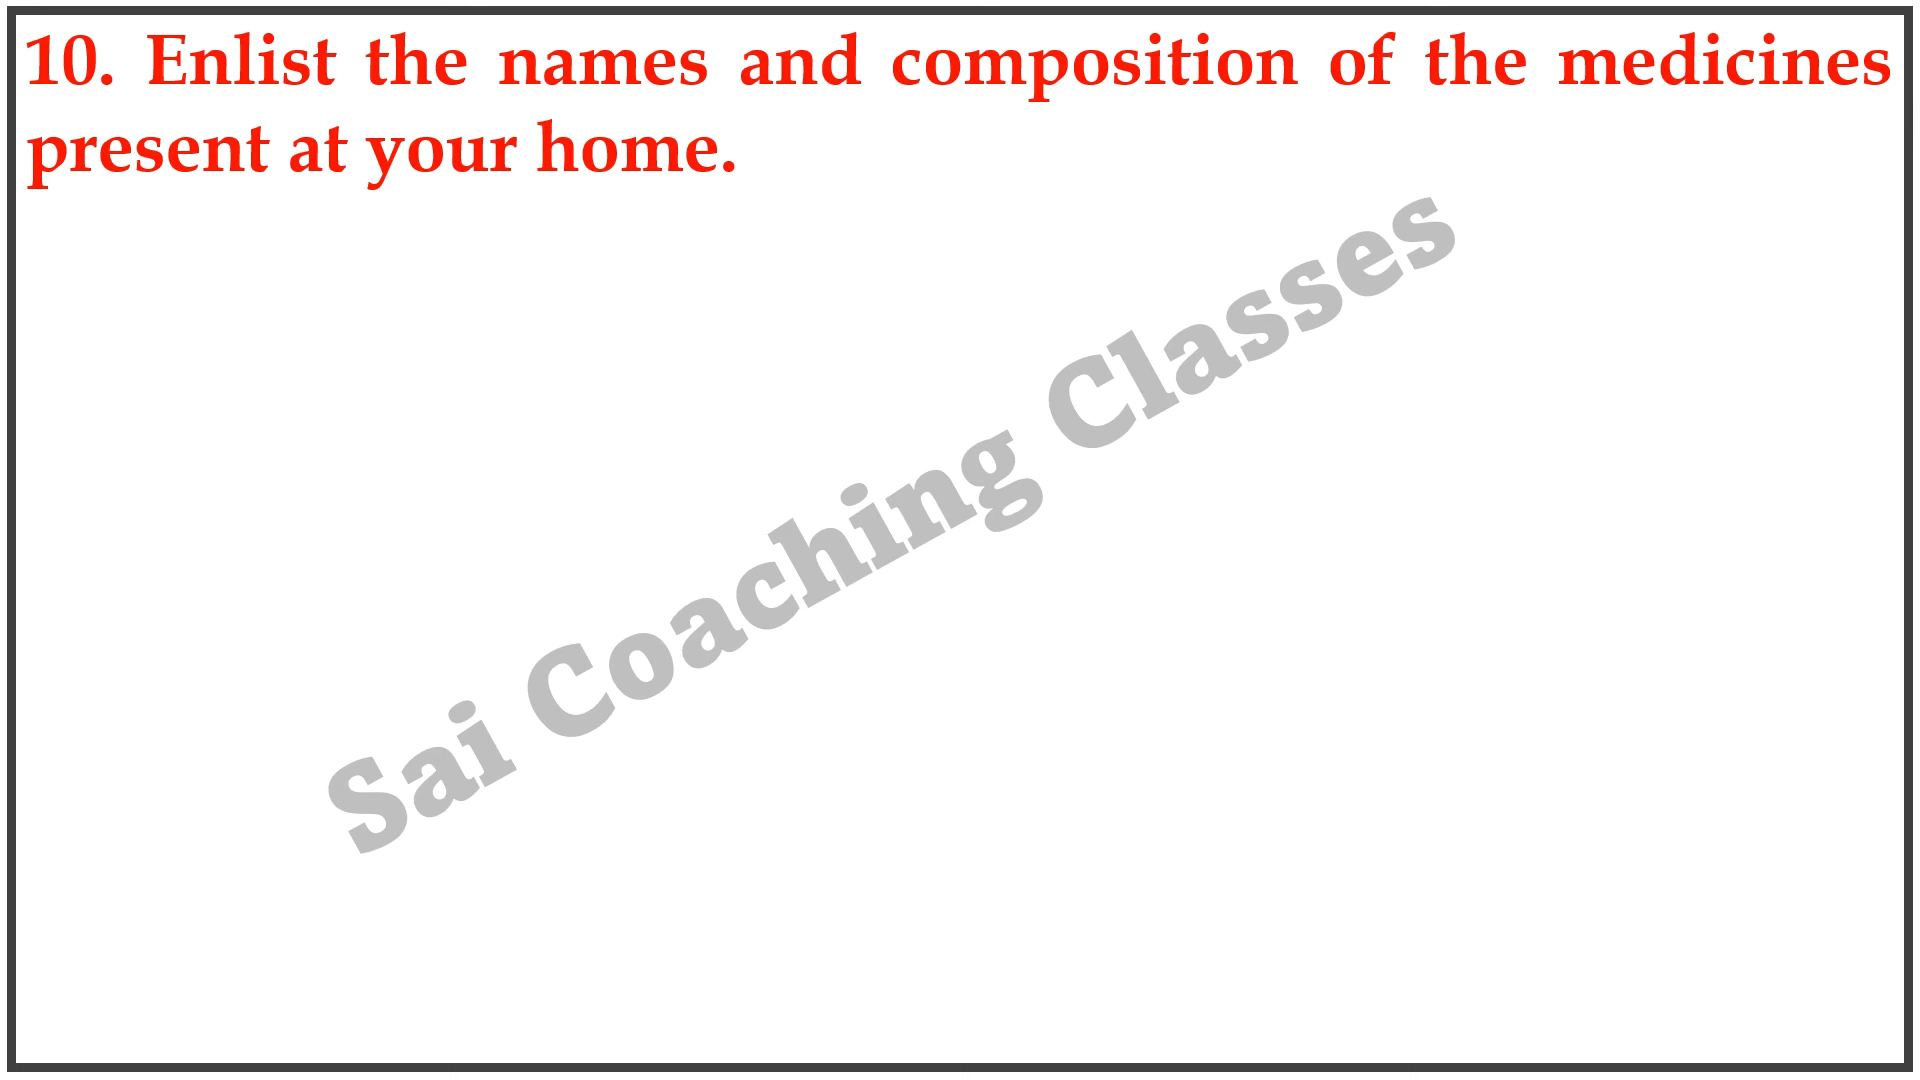 10. Enlist the names and composition of the medicines
present at your home.
Sai Coaching Classes